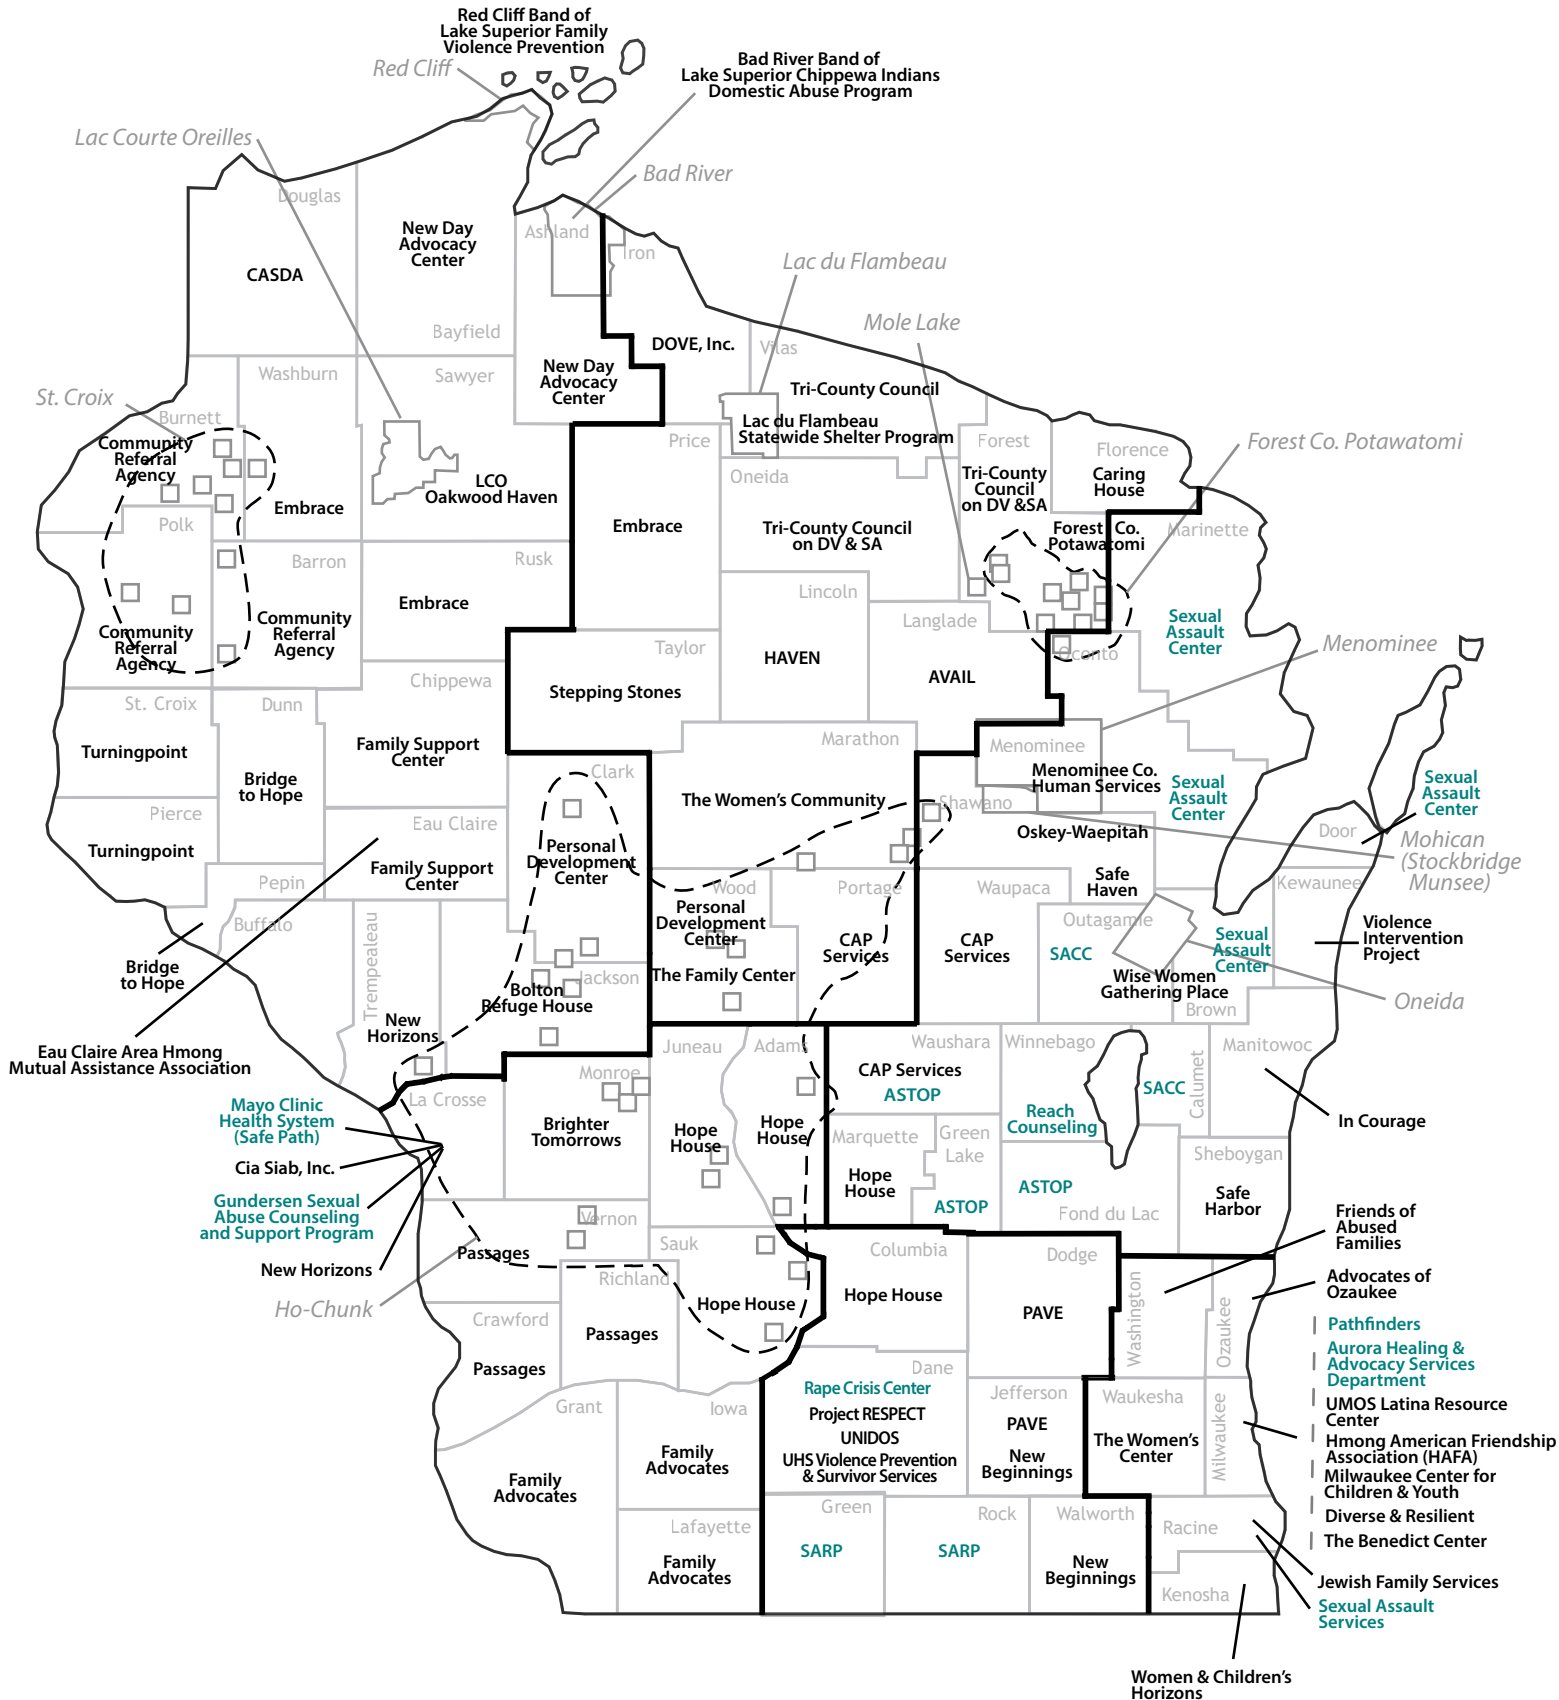 Red Cliff Band of
Lake Superior Family
Violence Prevention
Red Cliff
Bad River Band of
Lake Superior Chippewa Indians
Domestic Abuse Program
Lac Courte Oreilles
Bad River
Douglas
CASDA
New Day
Advocacy
Center
Bayfield
Ashland
Iron
Lac du Flambeau
Mole Lake
DOVE, Inc.
Vilas
New Day
Advocacy
Center
Tri-County Council
Lac du Flambeau
Statewide Shelter Program
Washburn
Sawyer
St. Croix
Burnett
Community
Referral
Agency
Embrace
LCO
Oakwood Haven
Price
Embrace
Oneida
Tri-County Council
on DV & SA
Forest
Tri-County
Council
on DV &SA
Florence
Caring
House
Forest Co. Potawatomi
Forest Co.
Potawatomi
Marinette
Polk
Community
Referral
Agency
Barron
Community
Referral
Agency
Rusk
Embrace
Lincoln
HAVEN
Langlade
AVAIL
Sexual
Assault
Center
Oconto
Menominee
Taylor
Stepping Stones
Chippewa
Family Support
Center
St. Croix
Turningpoint
Dunn
Bridge
to Hope
Marathon
The Women's Community
Menominee
Menominee Co.
Human Services
Sexual
Assault
Center
Shawano
Oskey-Waepitah
Safe
Haven
Sexual
Assault
Center
Door
Mohican
(Stockbridge
Munsee)
Pierce
Turningpoint
Eau Claire
Family Support
Center
Clark
Personal
Development
Center
Pepin
Buffalo
Bridge
to Hope
Trempealeau
New
Horizons
Jackson
Bolton
Refuge House
Wood
Personal
Development
Center
The Family Center
Portage
CAP
Services
Waupaca
CAP
Services
Outagamie
SACC
Wise Women
Gathering Place
Sexual
Assault
Center
Brown
Kewaunee
Violence
Intervention
Project
Oneida
Eau Claire Area Hmong
Mutual Assistance Association
Mayo Clinic
Health System
(Safe Path)
Cia Siab, Inc.
Gundersen Sexual
Abuse Counseling
and Support Program
New Horizons
Ho-Chunk
La Crosse
Monroe
Brighter
Tomorrows
Juneau
Hope
House
Adams
Hope
House
Waushara
CAP Services
ASTOP
Winnebago
Reach
Counseling
Calumet
SACC
Manitowoc
In Courage
Marquette
Hope
House
Green
Lake
ASTOP
ASTOP
Fond du Lac
Sheboygan
Safe
Harbor
Vernon
Passages
Richland
Passages
Sauk
Hope House
Crawford
Passages
Columbia
Hope House
Dodge
PAVE
Washington
Ozaukee
Friends of
Abused
Families
Advocates of
Ozaukee
Grant
Family
Advocates
Iowa
Family
Advocates
Lafayette
Family
Advocates
Dane
Rape Crisis Center
Project RESPECT
UNIDOS
UHS Violence Prevention
& Survivor Services
Jefferson
PAVE
New
Beginnings
Waukesha
The Women's
Center
Milwaukee
Pathfinders
Aurora Healing &
Advocacy Services
Department
UMOS Latina Resource
Center
Hmong American Friendship
Association (HAFA)
Milwaukee Center for
Children & Youth
Diverse & Resilient
The Benedict Center
Green
SARP
Rock
SARP
Walworth
New
Beginnings
Racine
Jewish Family Services
Sexual Assault
Services
Kenosha
Women & Children's
Horizons